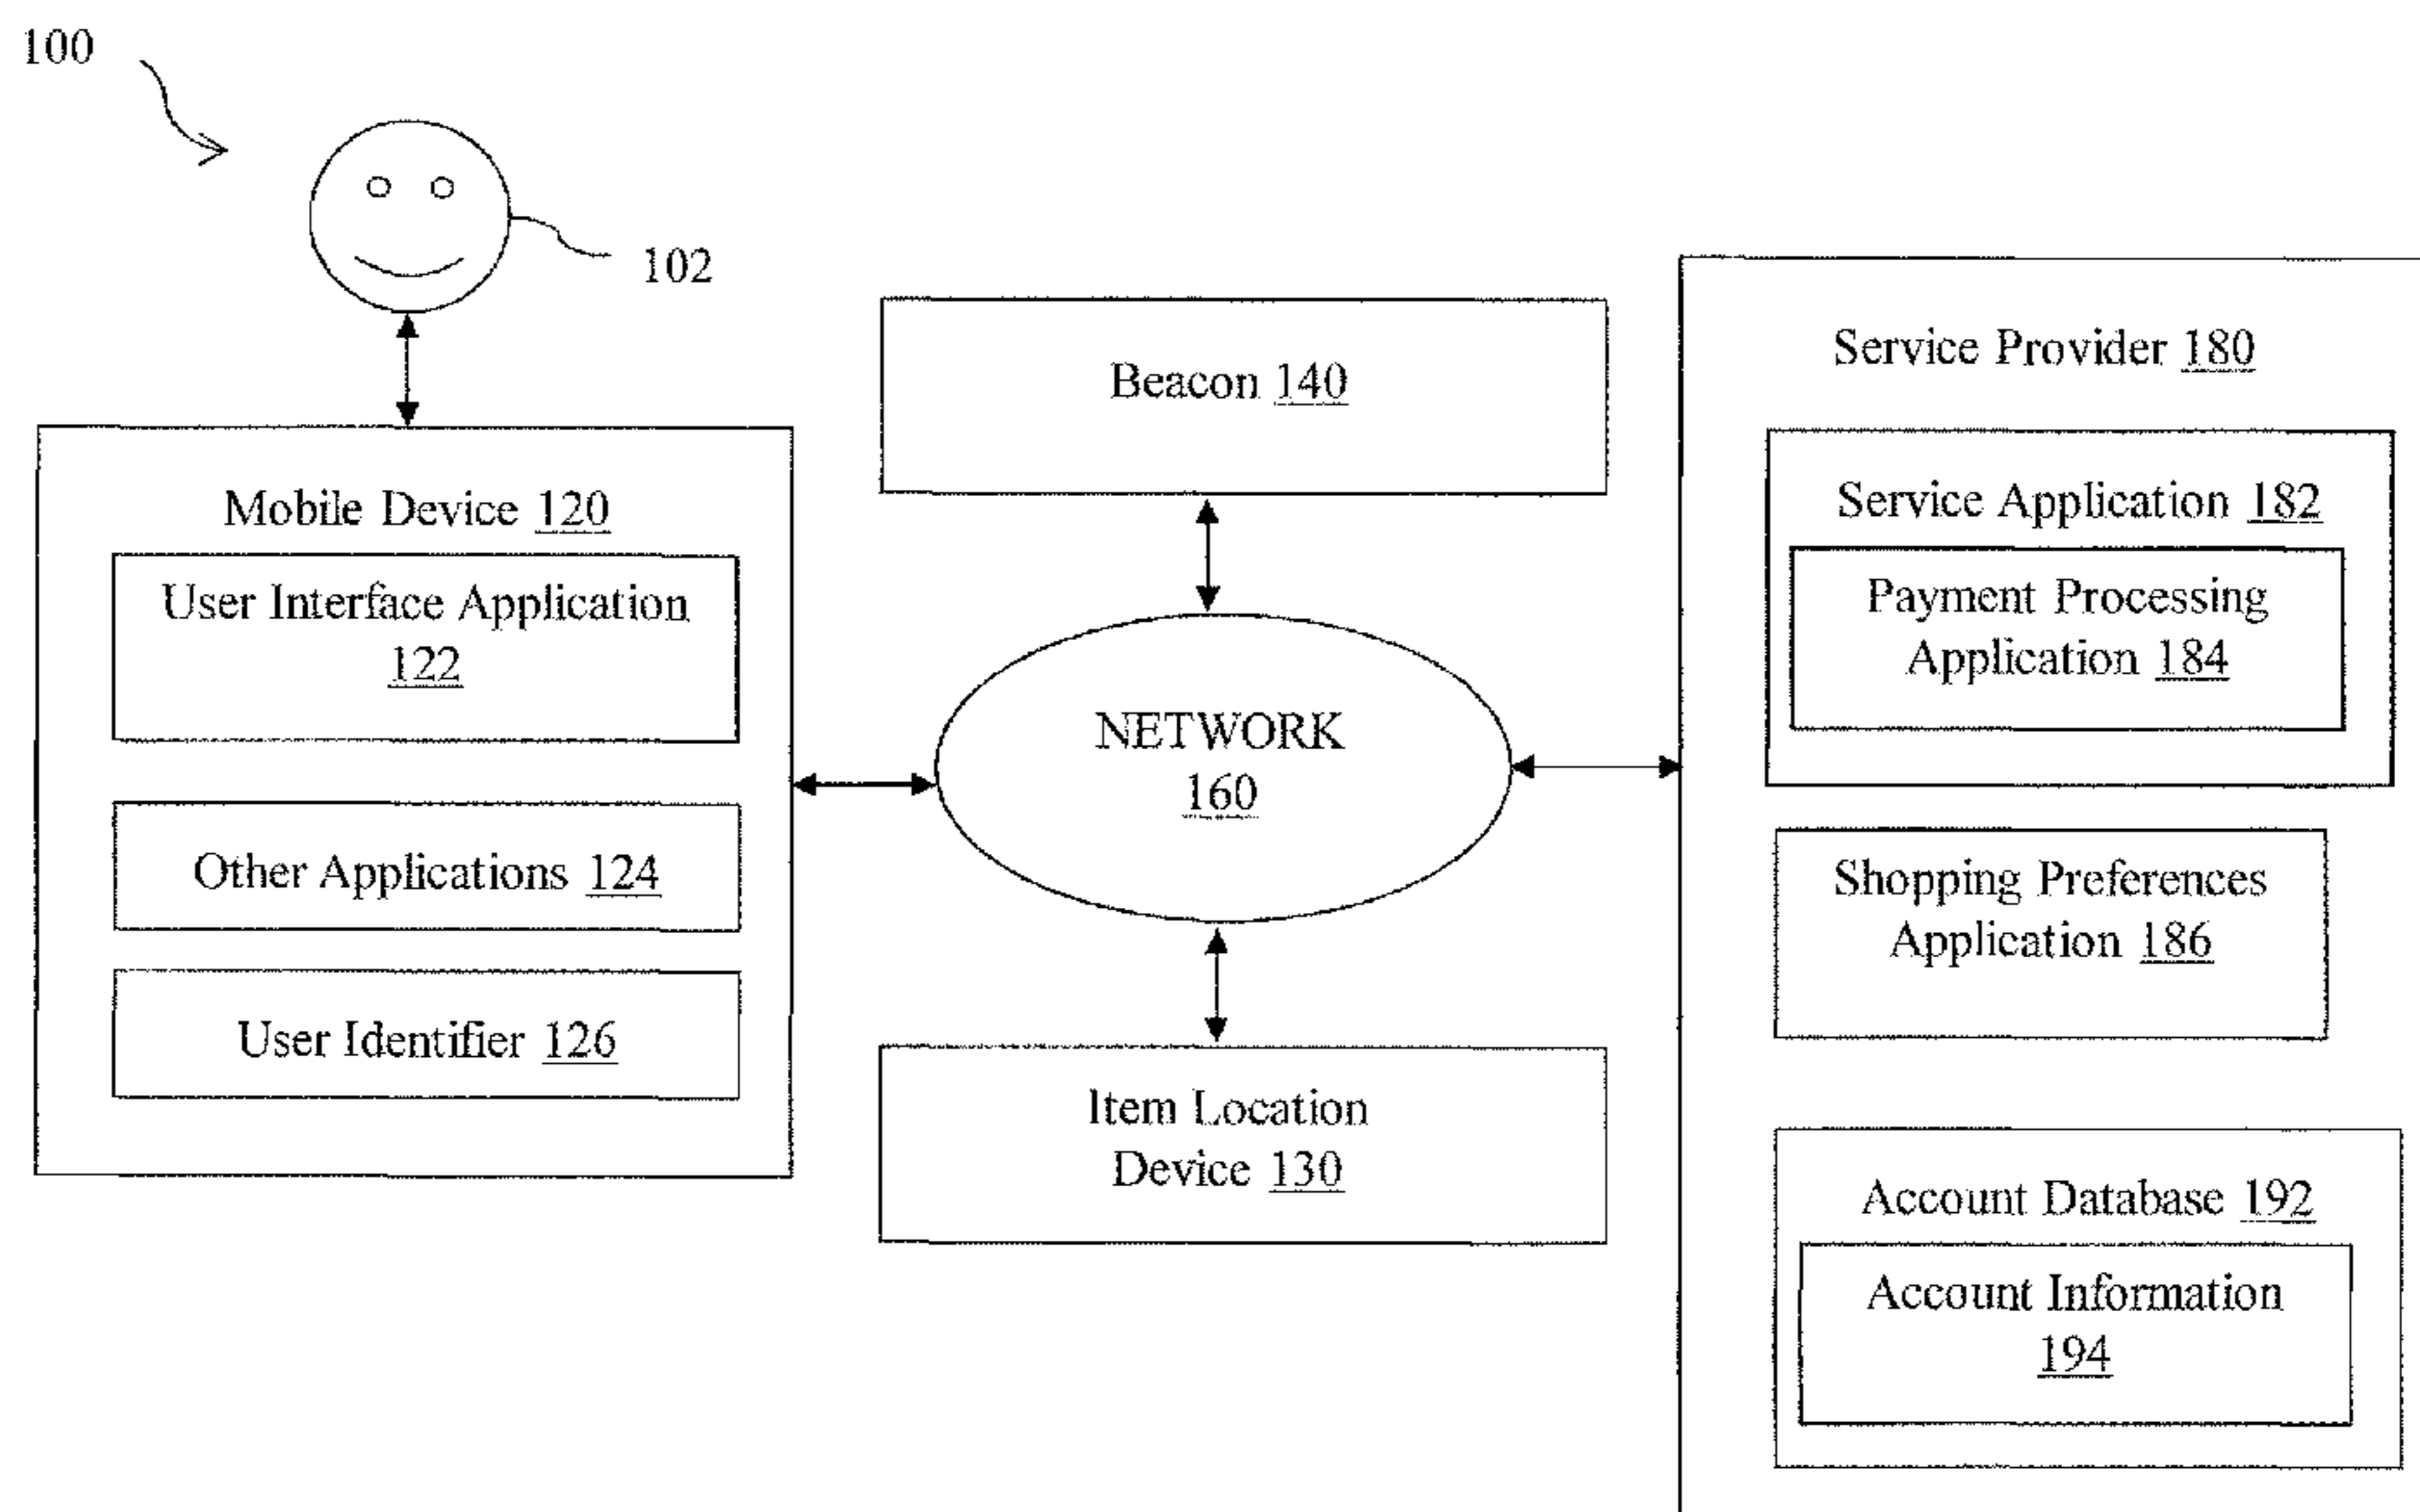 100
102
Mobile Device 120
User Interface Application
122
Other Applications 124
User Identifier 126
Beacon 140
NETWORK
160
Item Location
Device 130
Service Provider 180
Service Application 182
Payment Processing
Application 184
Shopping Preferences
Application 186
Account Database 192
Account Information
194